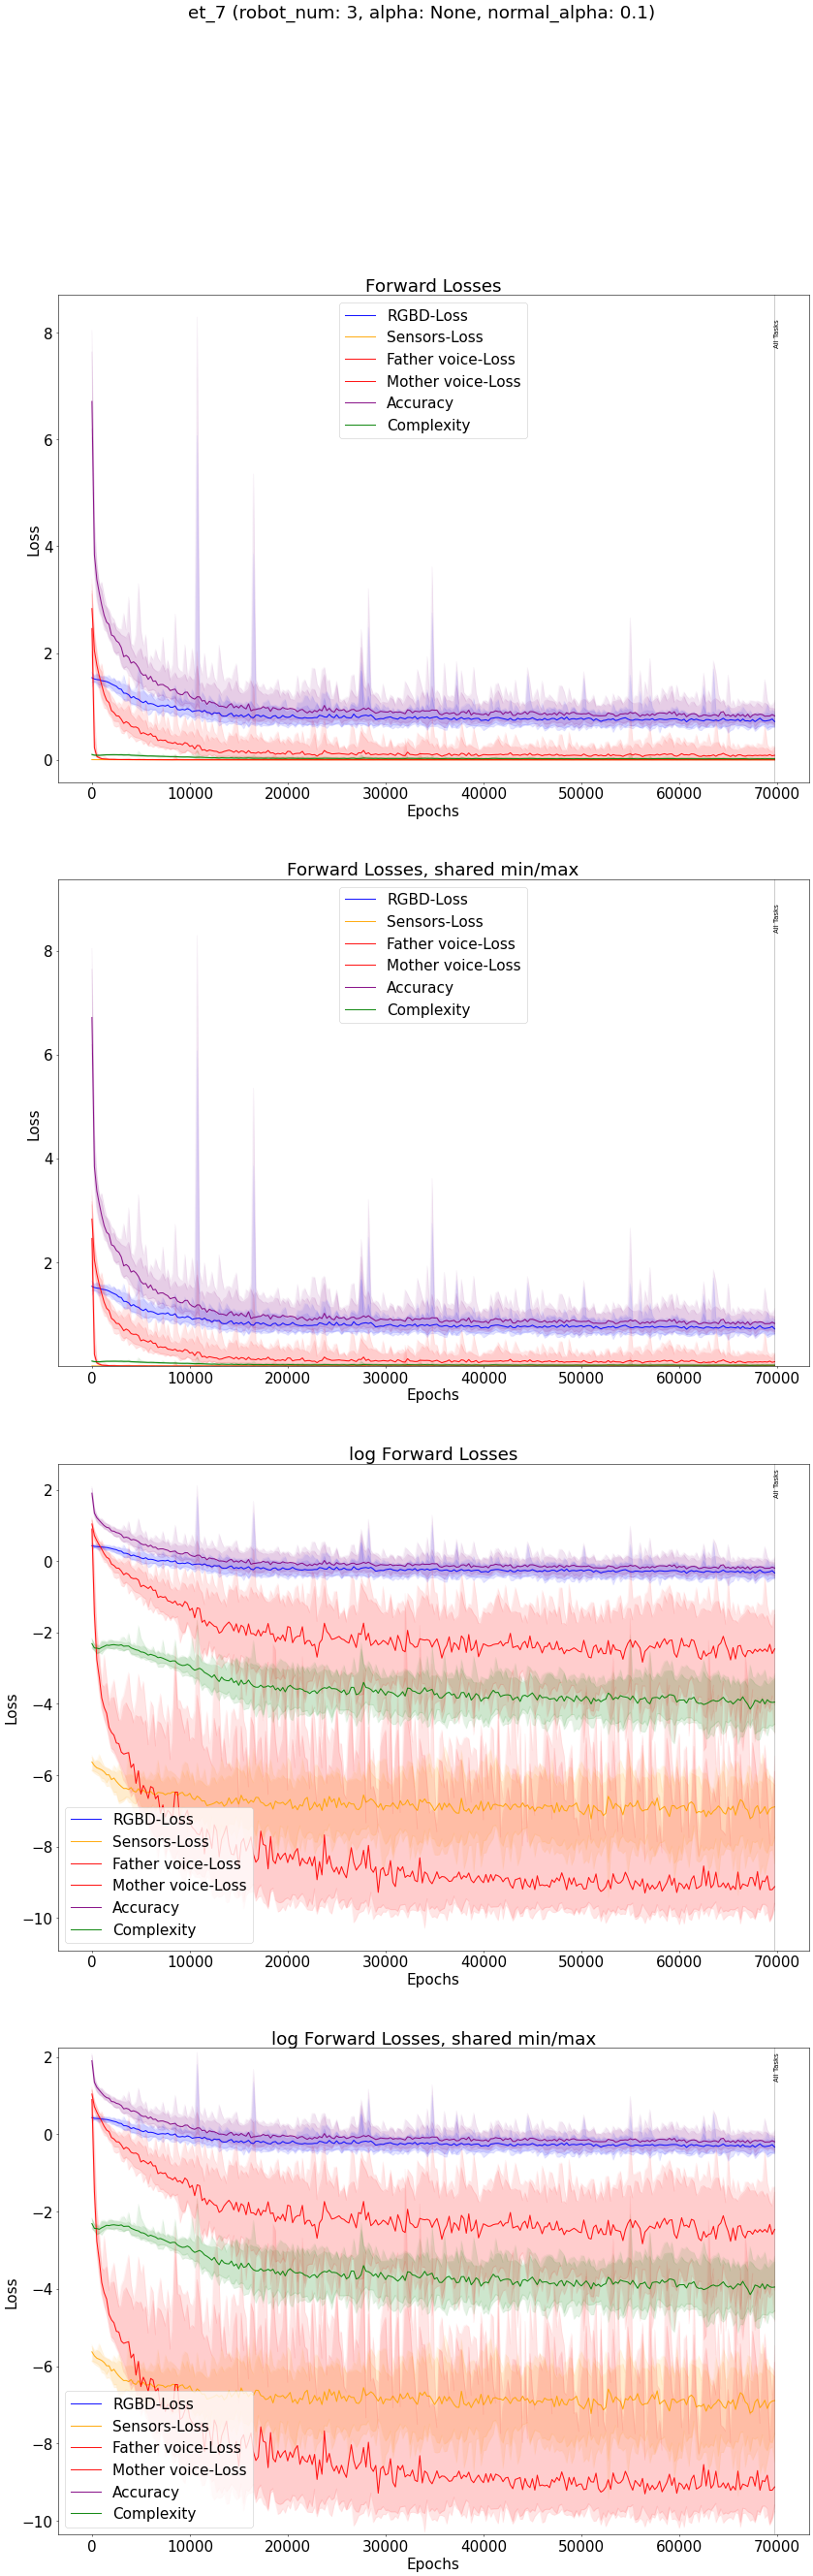 et_7 (robot_num: 3, alpha: None, normal_alpha: 0.1)
Forward Losses
RGBD-Loss
Sensors-Loss
Father voice-Loss
Mother voice-Loss
Accuracy
Complexity
All Tasks
8
6
4
2
0
Loss
0 10000 20000 30000 40000 50000 60000 70000
Epochs
Forward Losses, shared min/max
RGBD-Loss
Sensors-Loss
Father voice-Loss
Mother voice-Loss
Accuracy
Complexity
All Tasks
8
6
4
2
Loss
0 10000 20000 30000 40000 50000 60000 70000
Epochs
log Forward Losses
All Tasks
2
0
−2
−4
−6
−8
−10
Loss
RGBD-Loss
Sensors-Loss
Father voice-Loss
Mother voice-Loss
Accuracy
Complexity
0 10000 20000 30000 40000 50000 60000 70000
Epochs
log Forward Losses, shared min/max
All Tasks
2
0
−2
−4
−6
−8
−10
Loss
RGBD-Loss
Sensors-Loss
Father voice-Loss
Mother voice-Loss
Accuracy
Complexity
0 10000 20000 30000 40000 50000 60000 70000
Epochs